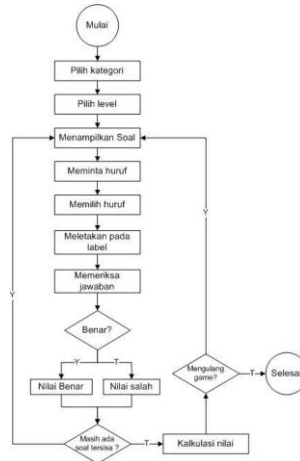 Mulai
Pilih kategori
Pilih level
Menampilkan Soal
Meminta huruf
Memilih huruf
Meletakan pada
label
Memeriksa
jawaban
Benar?
Y
T
Nilai Benar
Nilai salah
Masih ada
soal tersisa ?
Y
T
Kalkulasi nilai
Mengulang
game?
Y
T
Selesai